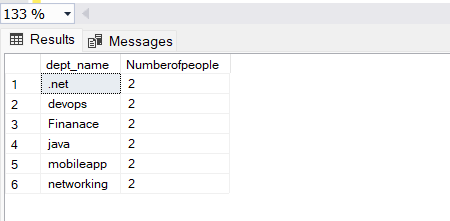 133 %
Results Messages
dept_name Numberofpeople
1 .net 2
2 devops 2
3 Finanace 2
4 java 2
5 mobileapp 2
6 networking 2